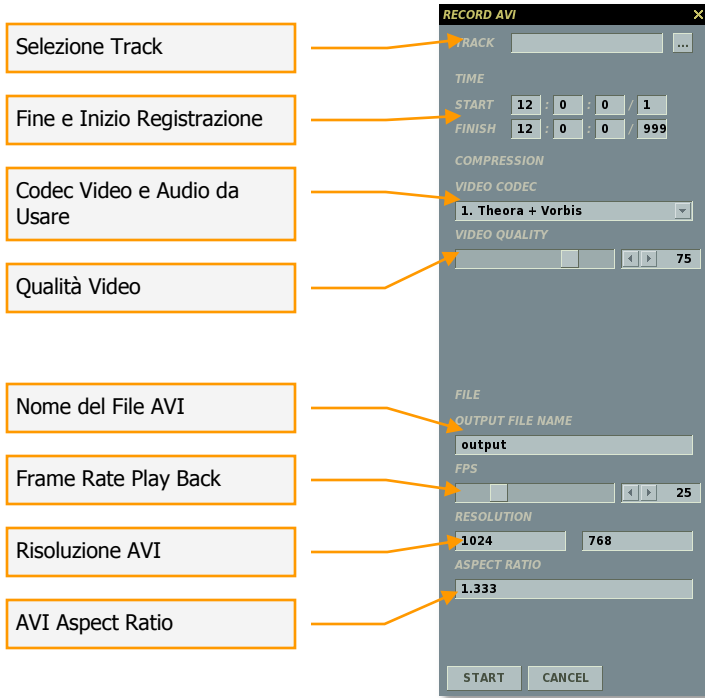 Selezione Track
Fine e Inizio Registrazione
Codec Video e Audio da
Usare
Qualità Video
Nome del File AVI
Frame Rate Play Back
Risoluzione AVI
AVI Aspect Ratio
RECORD AVI
TRACK ...
TIME
START 12 : 0 : 0 / 1
FINISH 12 : 0 : 0 / 999
COMPRESSION
VIDEO CODEC
1. Theora + Vorbis
VIDEO QUALITY
75
FILE
OUTPUT FILE NAME
output
FPS
25
RESOLUTION
1024 768
ASPECT RATIO
1.333
START CANCEL